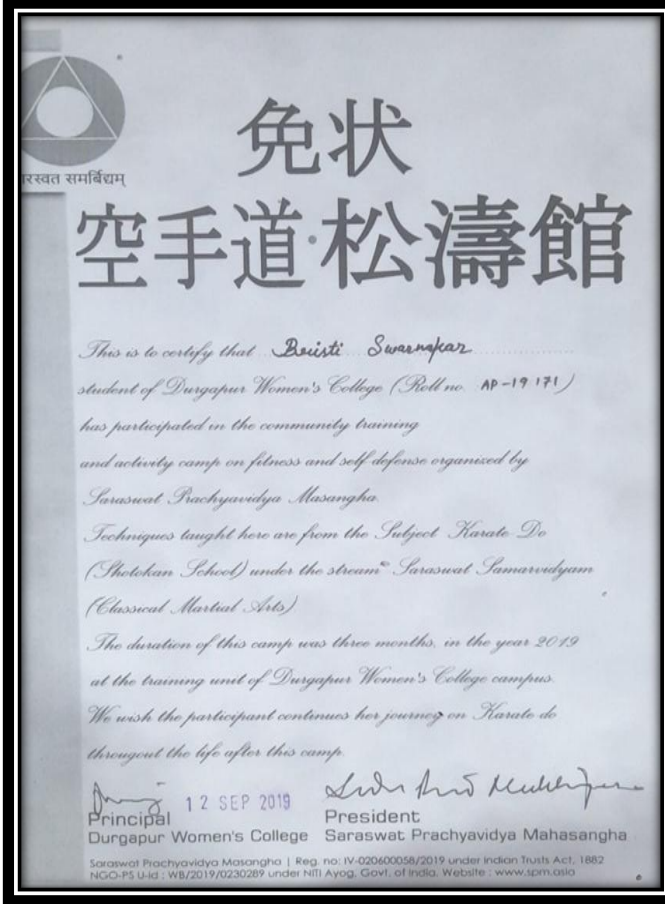 रस्वत समर्बिद्यम्
免状
空手道・松濤館
This is to certify that Beristi Swarnakar
student of Durgapur Women's College (Roll no. AP-19 171)
has participated in the community training
and activity camp on fitness and self defense organized by
Saraswat Prachyavidya Masangha.
Techniques taught here are from the Subject Karate-Do
(Shotokan School) under the stream Saraswat Samarvidyam
(Classical Martial Arts)
The duration of this camp was three months, in the year 2019
at the training unit of Durgapur Women's College campus.
We wish the participant continues her journey on Karate do
througout the life after this camp.
12 SEP 2019
Principal President
Durgapur Women's College Saraswat Prachyavidya Mahasangha
Saraswat Prachyavidya Masangha | Reg. no: IV-020600058/2019 under Indian Trusts Act, 1882
NGO-PS U-id : WB/2019/0230289 under NITI Ayog, Govt. of India, Website : www.spm.asia